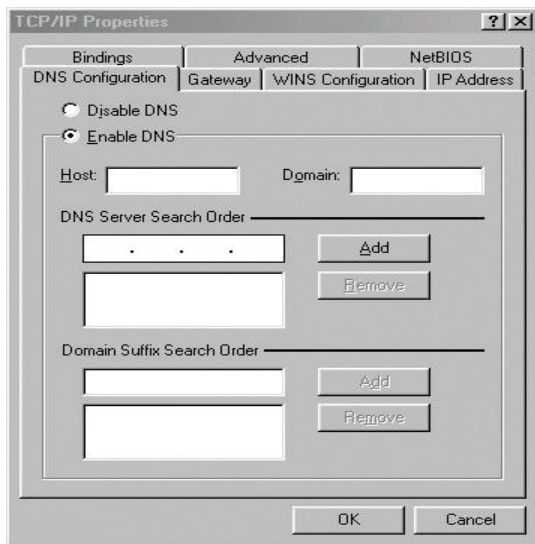 TCP/IP Properties ? ×
Bindings Advanced NetBIOS
DNS Configuration Gateway WINS Configuration IP Address
Disable DNS
Enable DNS
Host: Domain:
DNS Server Search Order
. . . Add
Remove
Domain Suffix Search Order
Add
Remove
OK Cancel